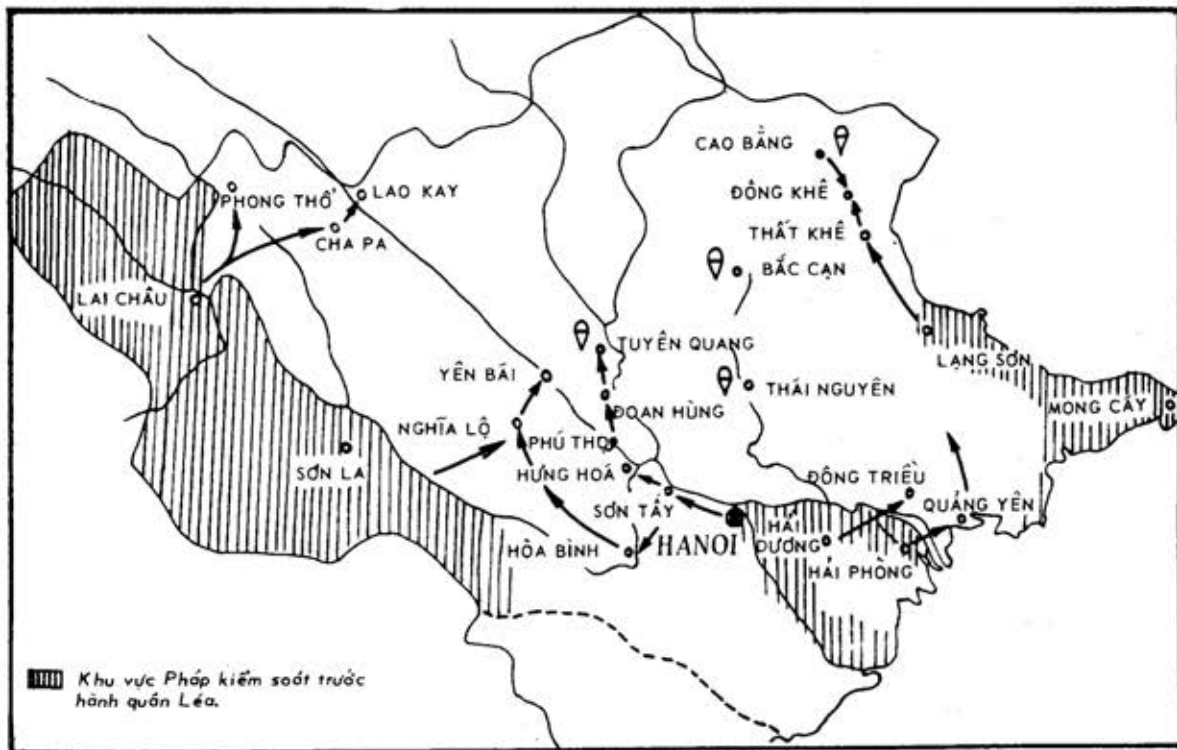 CAO BẰNG
ĐÔNG KHÊ
PHONG THỔ
LAO KAY
THẤT KHÊ
CHA PA
BẮC CẠN
LAI CHÂU
LẠNG SƠN
TUYÊN QUANG
YÊN BÁI
THÁI NGUYÊN
MONG CÁY
ĐOAN HÙNG
NGHĨA LỘ
PHÚ THỌ
SƠN LA
HƯNG HOÁ
ĐÔNG TRIỀU
QUẢNG YÊN
SƠN TÂY
HẢI
DƯƠNG
HÒA BÌNH
HANOI
HẢI PHÒNG
Khu vực Pháp kiểm soát trước
hành quân Léa.